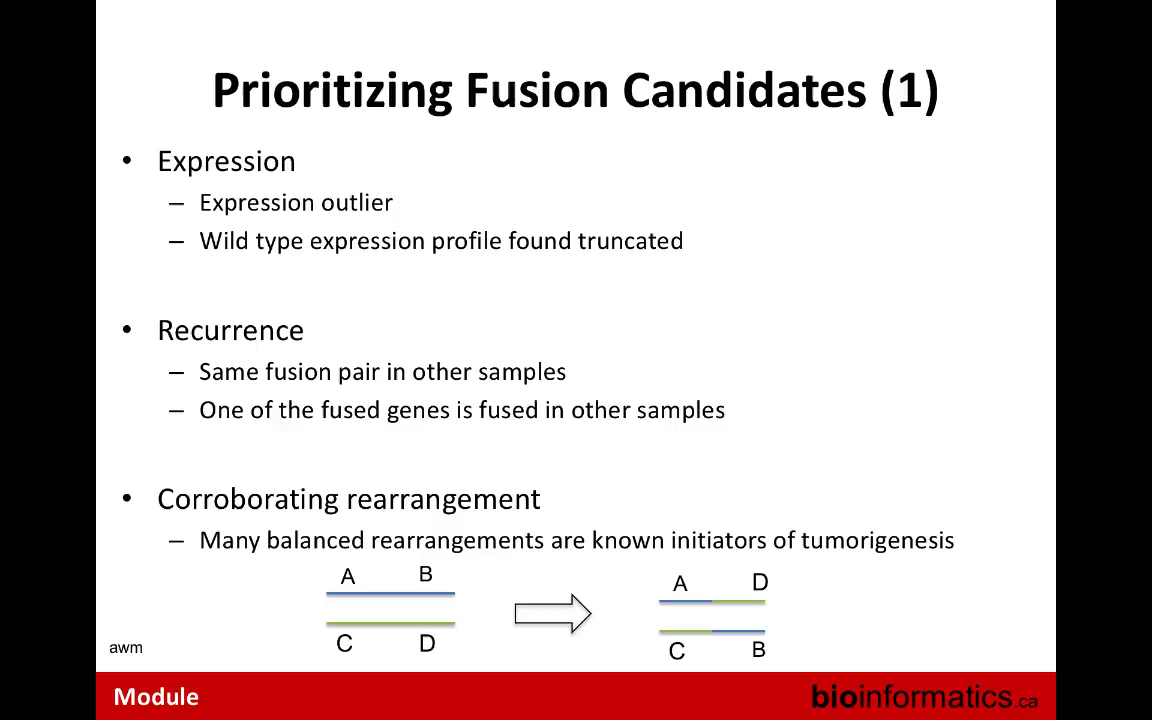 Prioritizing Fusion Candidates (1)
• Expression
– Expression outlier
– Wild type expression profile found truncated
• Recurrence
– Same fusion pair in other samples
– One of the fused genes is fused in other samples
• Corroborating rearrangement
– Many balanced rearrangements are known initiators of tumorigenesis
A B
C D
A D
C B
awm
Module
bioinformatics.ca